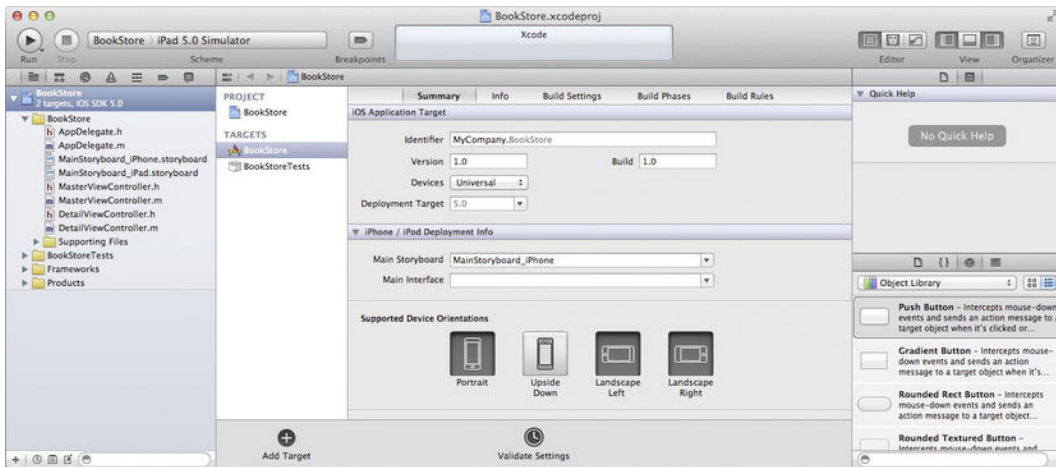 BookStore.xcodeproj
BookStore iPad 5.0 Simulator
Xcode
Run Stop Scheme Breakpoints Editor View Organizer
BookStore
2 targets, iOS SDK 5.0
BookStore
AppDelegate.h
AppDelegate.m
MainStoryboard_iPhone.storyboard
MainStoryboard_iPad.storyboard
MasterViewController.h
MasterViewController.m
DetailViewController.h
DetailViewController.m
Supporting Files
BookStoreTests
Frameworks
Products
BookStore
PROJECT
BookStore
TARGETS
BookStore
BookStoreTests
Summary Info Build Settings Build Phases Build Rules
iOS Application Target
Identifier MyCompany.BookStore
Version 1.0 Build 1.0
Devices Universal
Deployment Target 5.0
iPhone / iPod Deployment Info
Main Storyboard MainStoryboard_iPhone
Main Interface
Supported Device Orientations
Portrait Upside Down Landscape Left Landscape Right
Add Target Validate Settings
Quick Help
No Quick Help
Object Library
Push Button – Intercepts mouse-down
events and sends an action message to a
target object when it's clicked or...
Gradient Button – Intercepts mouse-
down events and sends an action
message to a target object when it's...
Rounded Rect Button – Intercepts
mouse-down events and sends an
action message to a target object...
Rounded Textured Button –
Intercepts mouse-down events and